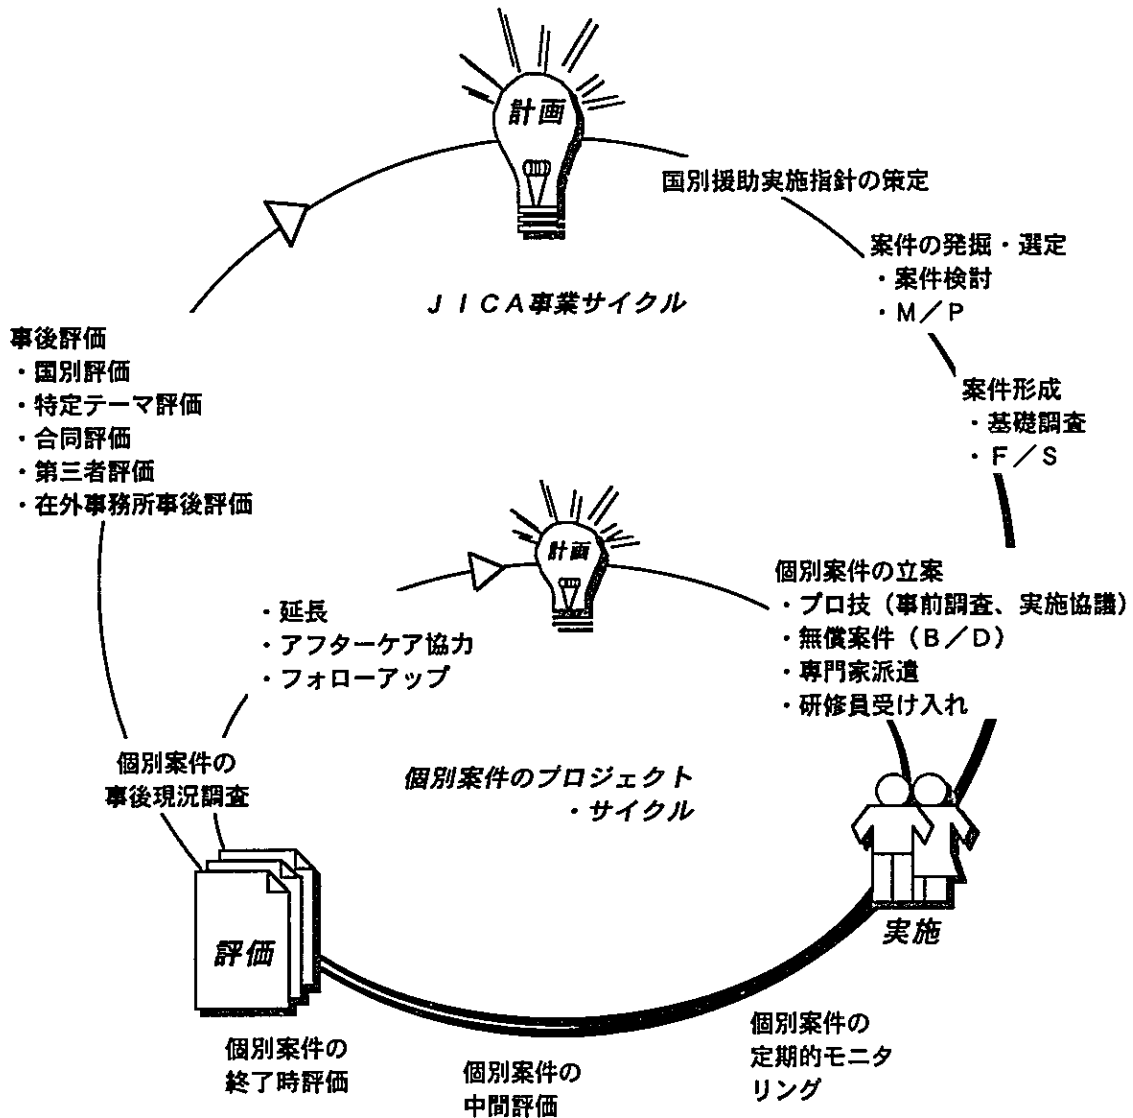 計画
国別援助実施指針の策定
案件の発掘・選定
・案件検討
・M/P
JICA事業サイクル
案件形成
・基礎調査
・F/S
事後評価
・国別評価
・特定テーマ評価
・合同評価
・第三者評価
・在外事務所事後評価
計画
個別案件の立案
・プロ技(事前調査、実施協議)
・無償案件(B/D)
・専門家派遣
・研修員受け入れ
・延長
・アフターケア協力
・フォローアップ
個別案件の
事後現況調査
個別案件のプロジェクト
・サイクル
実施
評価
個別案件の
定期的モニタ
リング
個別案件の
終了時評価
個別案件の
中間評価